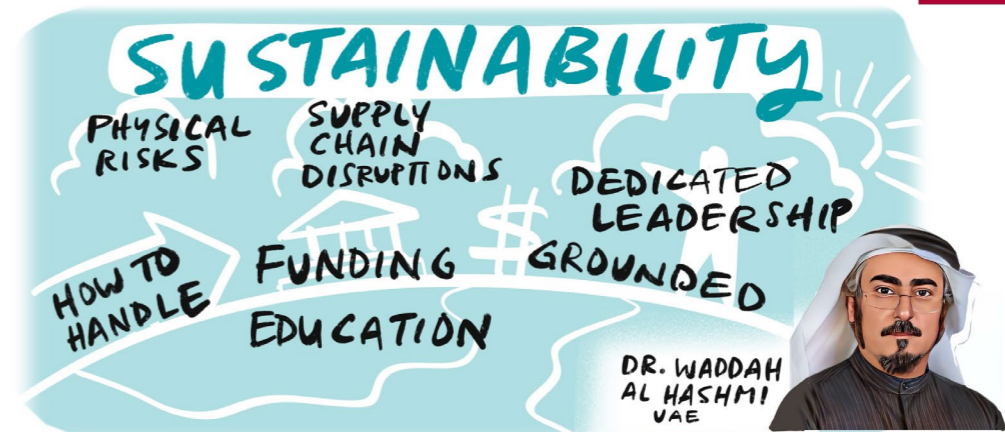 SUSTAINABILITY
PHYSICAL
RISKS
SUPPLY
CHAIN
DISRUPTIONS
DEDICATED
LEADERSHIP
HOW TO
HANDLE
FUNDING
GROUNDED
EDUCATION
DR. WADDAH
AL HASHMI
UAE